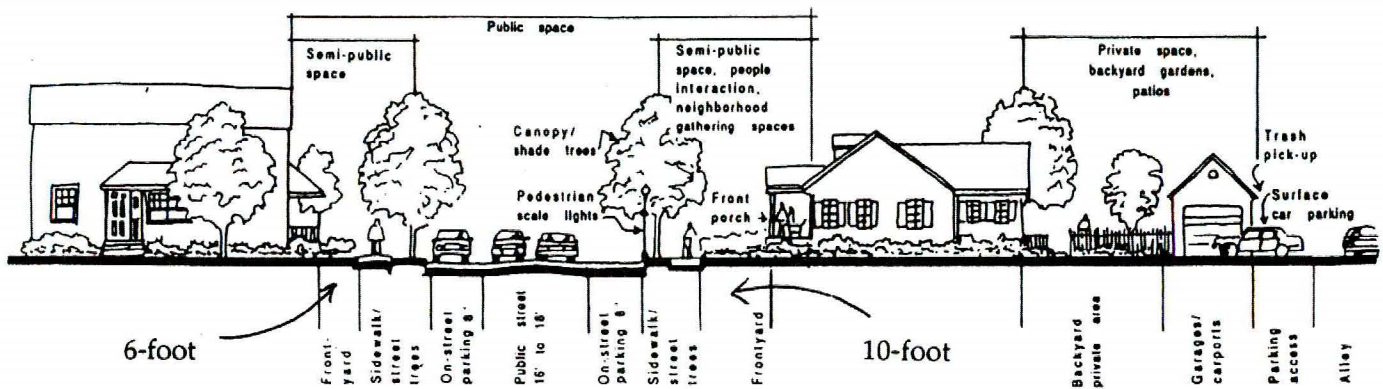 Public space
Semi-public
space
Semi-public
space, people
interaction,
neighborhood
gathering spaces
Private space,
backyard gardens,
patios
Canopy/
shade trees
Trash
pick-up
Pedestrian
scale lights
Front
porch
Surface
car parking
6-foot
10-foot
Front-
yard
Sidewalk/
street
trees
On-street
parking 8'
Public street
16' to 18'
On-street
parking 8'
Sidewalk/
street
trees
Frontyard
Backyard
private area
Garages/
carports
Parking
access
Alley